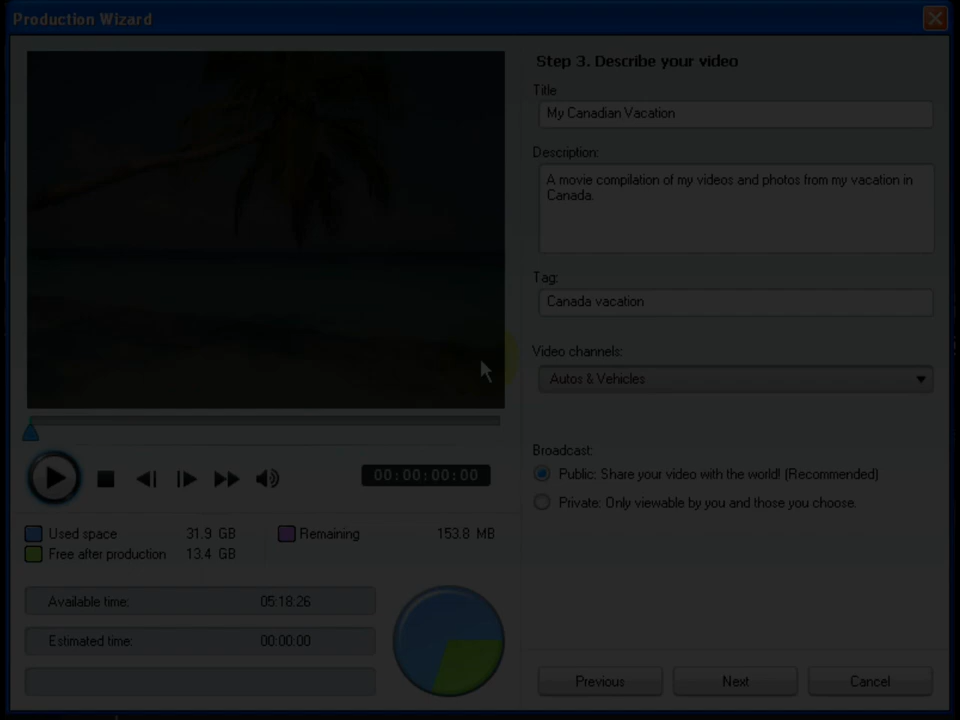 Production Wizard
Step 3. Describe your video
Title
My Canadian Vacation
Description:
A movie compilation of my videos and photos from my vacation in
Canada.
Tag:
Canada vacation
Video channels:
Autos & Vehicles
Broadcast:
Public: Share your video with the world! (Recommended)
Private: Only viewable by you and those you choose.
00:00:00:00
Used space 31.9 GB Remaining 153.8 MB
Free after production 13.4 GB
Available time: 05:18.26
Estimated time: 00:00.00
Previous Next Cancel